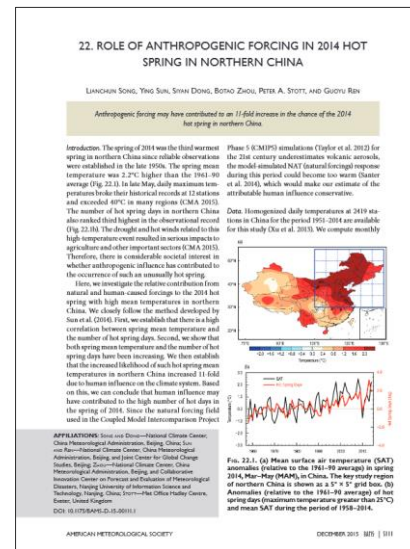 22. ROLE OF ANTHROPOGENIC FORCING IN 2014 HOT
SPRING IN NORTHERN CHINA
LIANCHUN SONG, YING SUN, SIYAN DONG, BOTAO ZHOU, PETER A. STOTT, AND GUOYU REN
Anthropogenic forcing may have contributed to an 11-fold increase in the chance of the 2014
hot spring in northern China.
Introduction. The spring of 2014 was the third warmest
spring in northern China since reliable observations
were established in the late 1950s. The spring mean
temperature was 2.2°C higher than the 1961–90
average (Fig. 22.1). In late May, daily maximum tem-
peratures broke their historical records at 12 stations
and exceeded 40°C in many regions (CMA 2015).
The number of hot spring days in northern China
also ranked third highest in the observational record
(Fig. 22.1b). The drought and hot winds related to this
high-temperature event resulted in serious impacts to
agriculture and other important sectors (CMA 2015).
Therefore, there is considerable societal interest in
whether anthropogenic influence has contributed to
the occurrence of such an unusually hot spring.
Here, we investigate the relative contribution from
natural and human-caused forcings to the 2014 hot
spring with high mean temperatures in northern
China. We closely follow the method developed by
Sun et al. (2014). First, we establish that there is a high
correlation between spring mean temperature and
the number of hot spring days. Second, we show that
both spring mean temperature and the number of hot
spring days have been increasing. We then establish
that the increased likelihood of such hot spring mean
temperatures in northern China increased 11-fold
due to human influence on the climate system. Based
on this, we can conclude that human influence may
have contributed to the high number of hot days in
the spring of 2014. Since the natural forcing field
used in the Coupled Model Intercomparison Project
AFFILIATIONS: SONG AND DONG—National Climate Center,
China Meteorological Administration, Beijing, China; SUN
AND REN—National Climate Center, China Meteorological
Administration, Beijing, and Joint Center for Global Change
Studies, Beijing; ZHOU—National Climate Center, China
Meteorological Administration, Beijing, and Collaborative
Innovation Center on Forecast and Evaluation of Meteorological
Disasters, Nanjing University of Information Science and
Technology, Nanjing, China; STOTT—Met Office Hadley Centre,
Exeter, United Kingdom
DOI: 10.1175/BAMS-D-15-00111.1
Phase 5 (CMIP5) simulations (Taylor et al. 2012) for
the 21st century underestimates volcanic aerosols,
the model-simulated NAT (natural forcings) response
during this period could become too warm (Santer
et al. 2014), which would make our estimate of the
attributable human influence conservative.
Data. Homogenized daily temperatures at 2419 sta-
tions in China for the period 1951–2014 are available
for this study (Xu et al. 2013). We compute monthly
Temperature (°C)
SAT
Hot Spring Days
FIG. 22.1. (a) Mean surface air temperature (SAT)
anomalies (relative to the 1961–90 average) in spring
2014, Mar–May (MAM), in China. The key study region
of northern China is shown as a 5° × 5° grid box. (b)
Anomalies (relative to the 1961–90 average) of hot
spring days (maximum temperature greater than 25°C)
and mean SAT during the period of 1958–2014.
AMERICAN METEOROLOGICAL SOCIETY
DECEMBER 2015 BAMS | S111